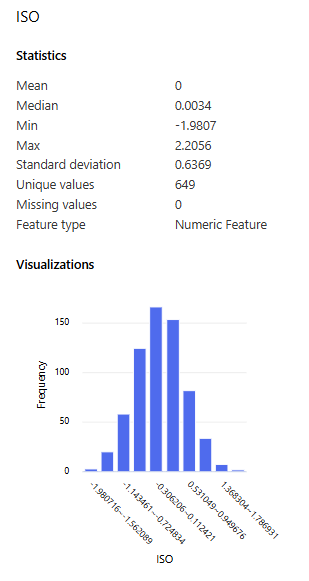 ISO
Statistics
Mean 0
Median 0.0034
Min -1.9807
Max 2.2056
Standard deviation 0.6369
Unique values 649
Missing values 0
Feature type Numeric Feature
Visualizations
Frequency
150
100
50
0
-1.980716--1.562089
-1.143461--0.724834
-0.306206-0.112421
0.531049-0.949676
1.368304-1.786931
ISO